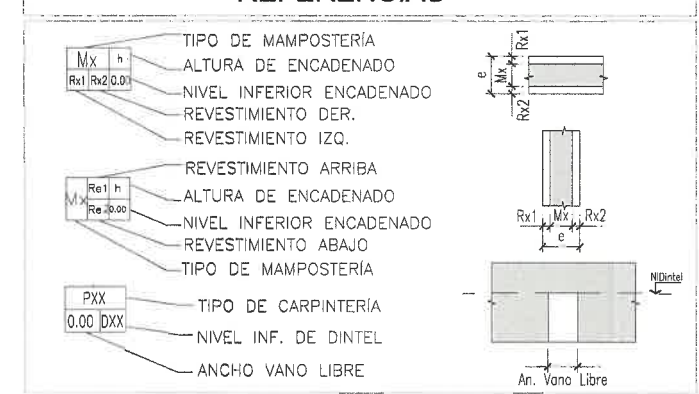 TIPO DE MAMPOSTERÍA
ALTURA DE ENCADENADO
NIVEL INFERIOR ENCADENADO
REVESTIMIENTO DER.
REVESTIMIENTO IZQ.
Mx h
Rx1 Rx2 0.00
REVESTIMIENTO ARRIBA
ALTURA DE ENCADENADO
NIVEL INFERIOR ENCADENADO
REVESTIMIENTO ABAJO
TIPO DE MAMPOSTERÍA
Mx
Re1 h
0.00
PXX
0.00 DXX
TIPO DE CARPINTERÍA
NIVEL INF. DE DINTEL
ANCHO VANO LIBRE
e
Rx1
Mx
Rx2
Rx1 Mx Rx2
e
NIDintel
An. Vano Libre